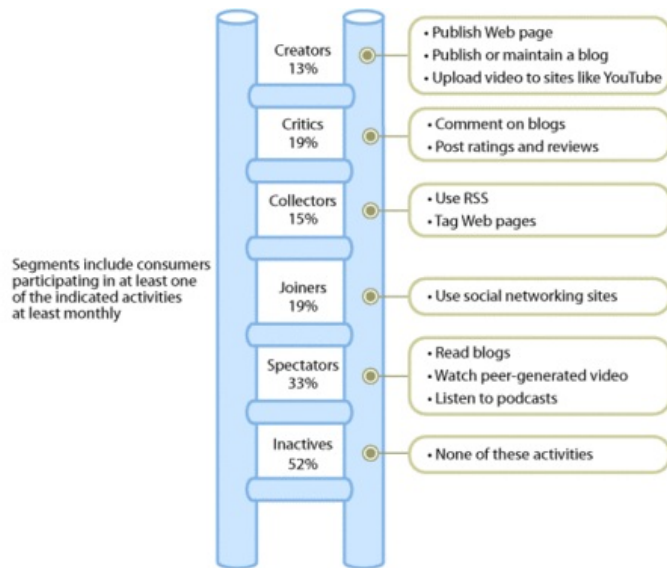 Creators
13%
• Publish Web page
• Publish or maintain a blog
• Upload video to sites like YouTube
Critics
19%
• Comment on blogs
• Post ratings and reviews
Collectors
15%
• Use RSS
• Tag Web pages
Segments include consumers
participating in at least one
of the indicated activities
at least monthly
Joiners
19%
• Use social networking sites
Spectators
33%
• Read blogs
• Watch peer-generated video
• Listen to podcasts
Inactives
52%
• None of these activities